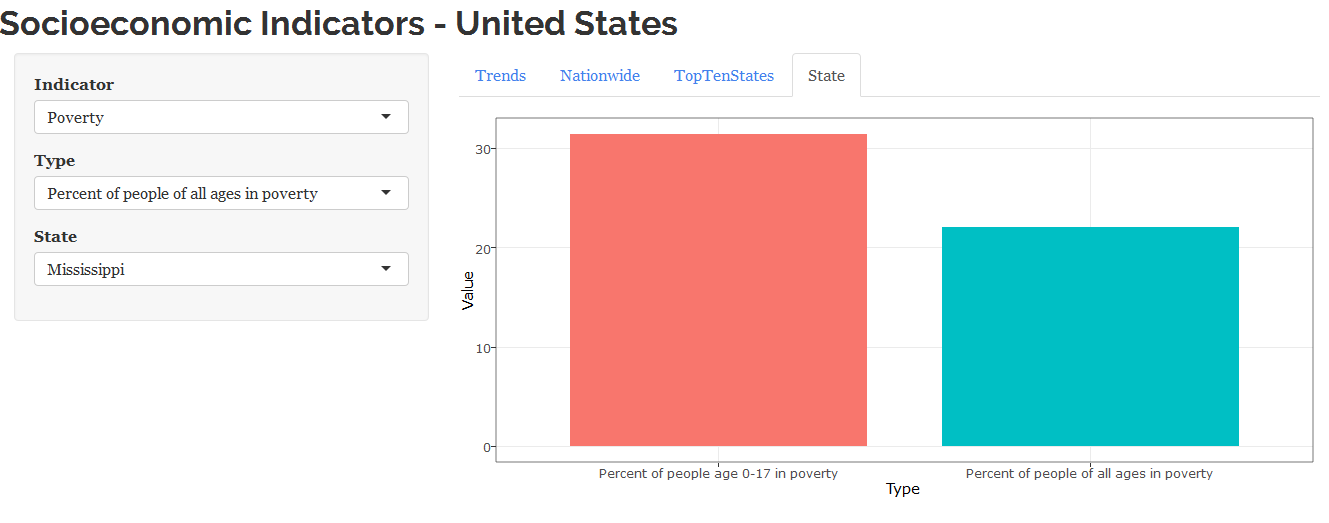 Socioeconomic Indicators - United States
Indicator
Poverty
Type
Percent of people of all ages in poverty
State
Mississippi
Trends Nationwide TopTenStates State
30
20
10
0
Value
Percent of people age 0-17 in poverty Percent of people of all ages in poverty
Type